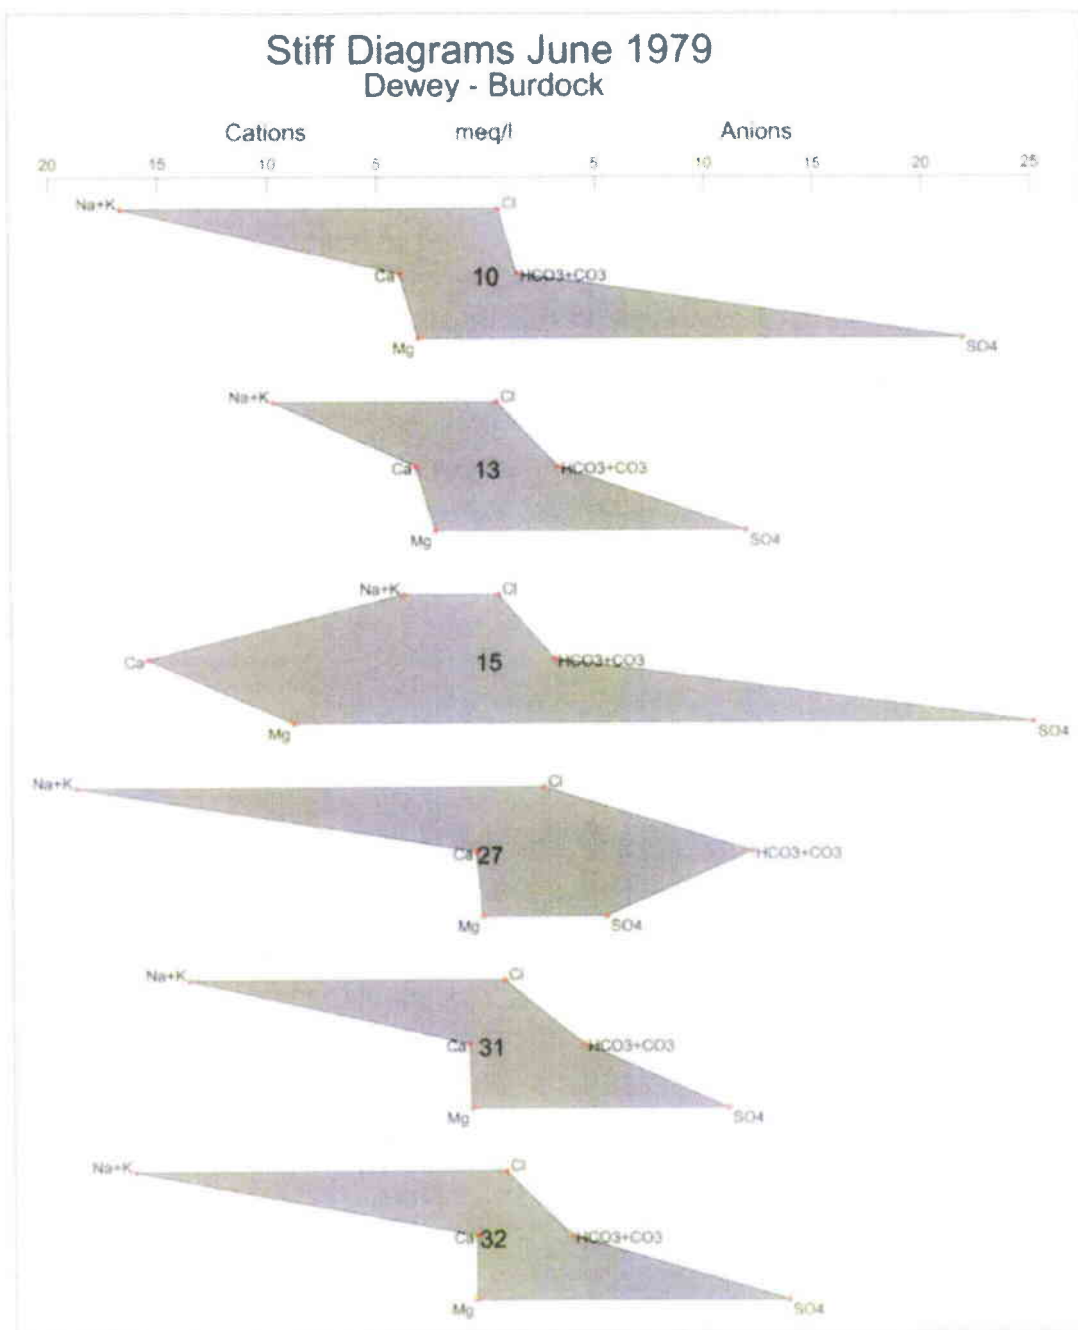 Stiff Diagrams June 1979
Dewey - Burdock
Cations meq/l Anions
20 15 10 5 5 10 15 20 25
Na+K Cl
Ca 10 HCO3+CO3
Mg SO4
Na+K Cl
Ca 13 HCO3+CO3
Mg SO4
Na+K Cl
Ca 15 HCO3+CO3
Mg SO4
Na+K Cl
Ca 27 HCO3+CO3
Mg SO4
Na+K Cl
Ca 31 HCO3+CO3
Mg SO4
Na+K Cl
Ca 32 HCO3+CO3
Mg SO4